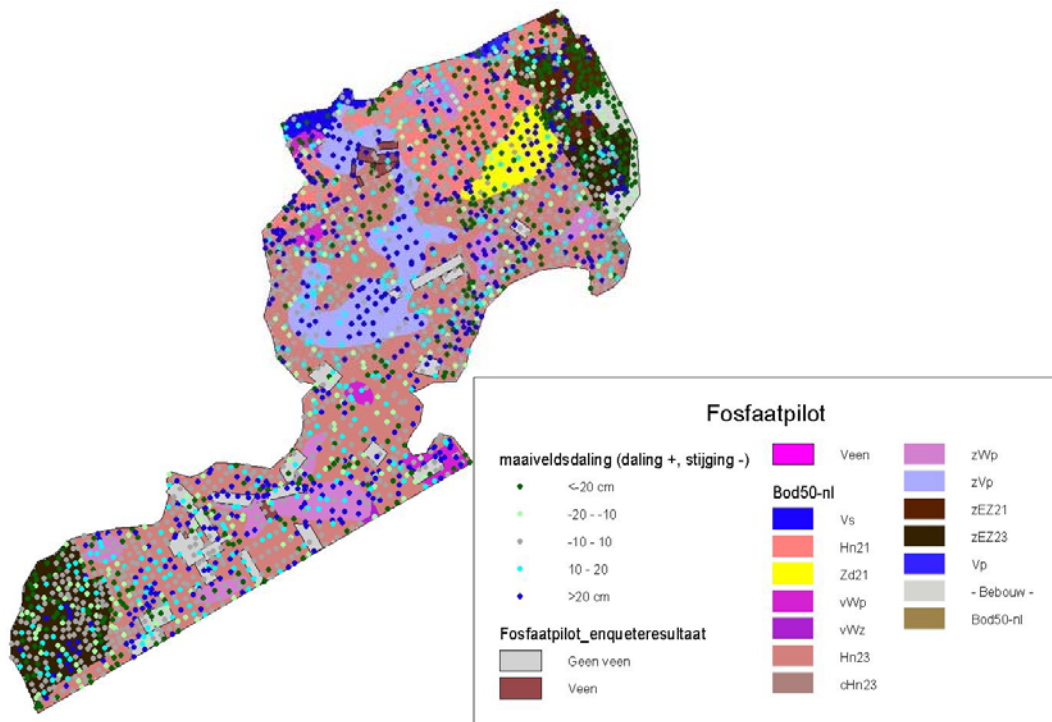 Fosfaatpilot
maaiveldsdaling (daling +, stijging -)
<-20 cm
-20 - -10
-10 - 10
10 - 20
>20 cm
Fosfaatpilot_enqueteresultaat
Geen veen
Veen
Veen
Bod50-nl
Vs
Hn21
Zd21
vWp
vWz
Hn23
cHn23
zWp
zVp
zEZ21
zEZ23
Vp
- Bebouw -
Bod50-nl